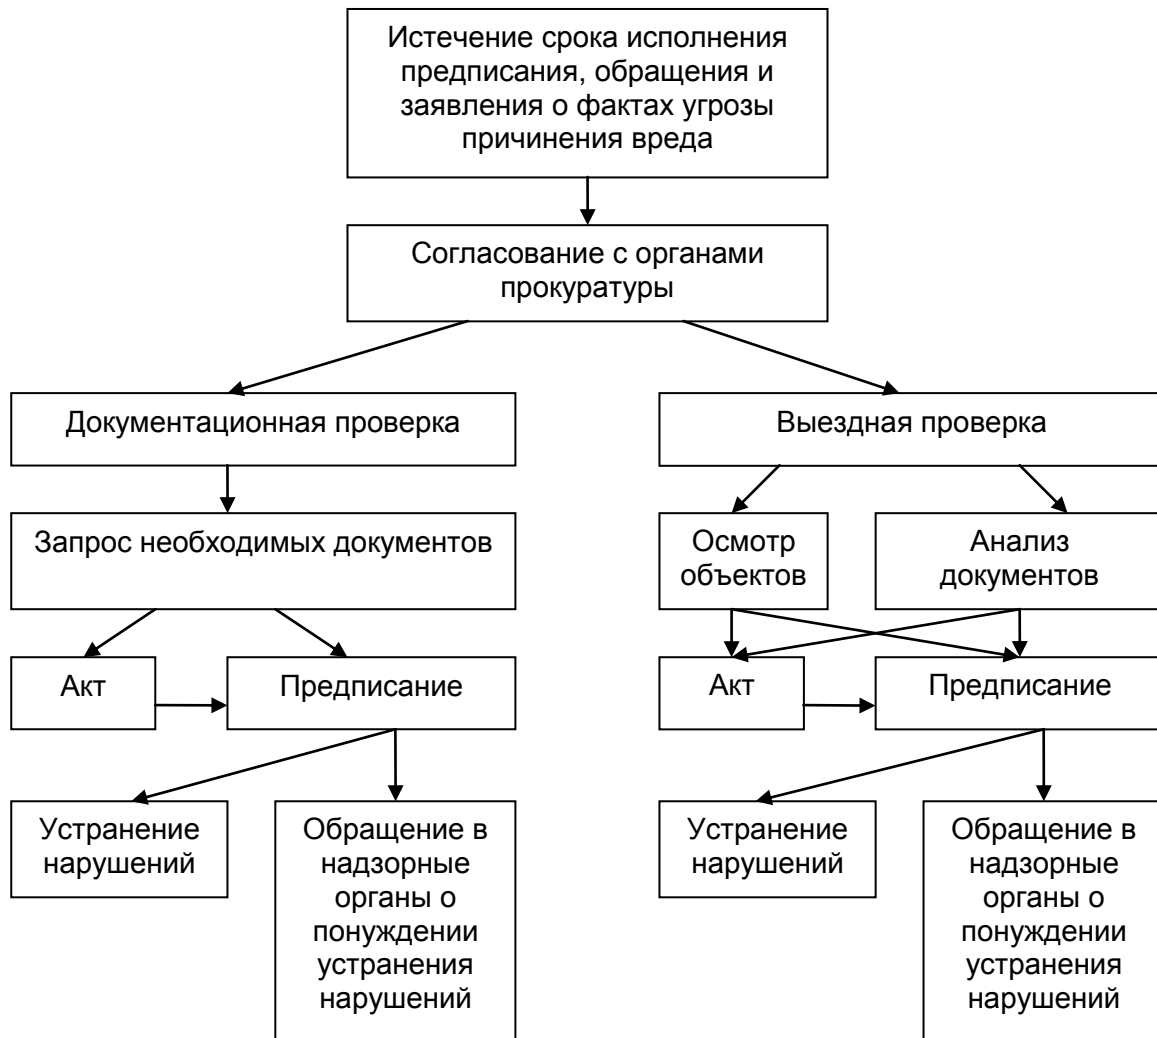 Истечение срока исполнения
предписания, обращения и
заявления о фактах угрозы
причинения вреда
Согласование с органами
прокуратуры
Документационная проверка
Выездная проверка
Запрос необходимых документов
Осмотр
объектов
Анализ
документов
Акт
Предписание
Акт
Предписание
Устранение
нарушений
Обращение в
надзорные
органы о
понуждении
устранения
нарушений
Устранение
нарушений
Обращение в
надзорные
органы о
понуждении
устранения
нарушений